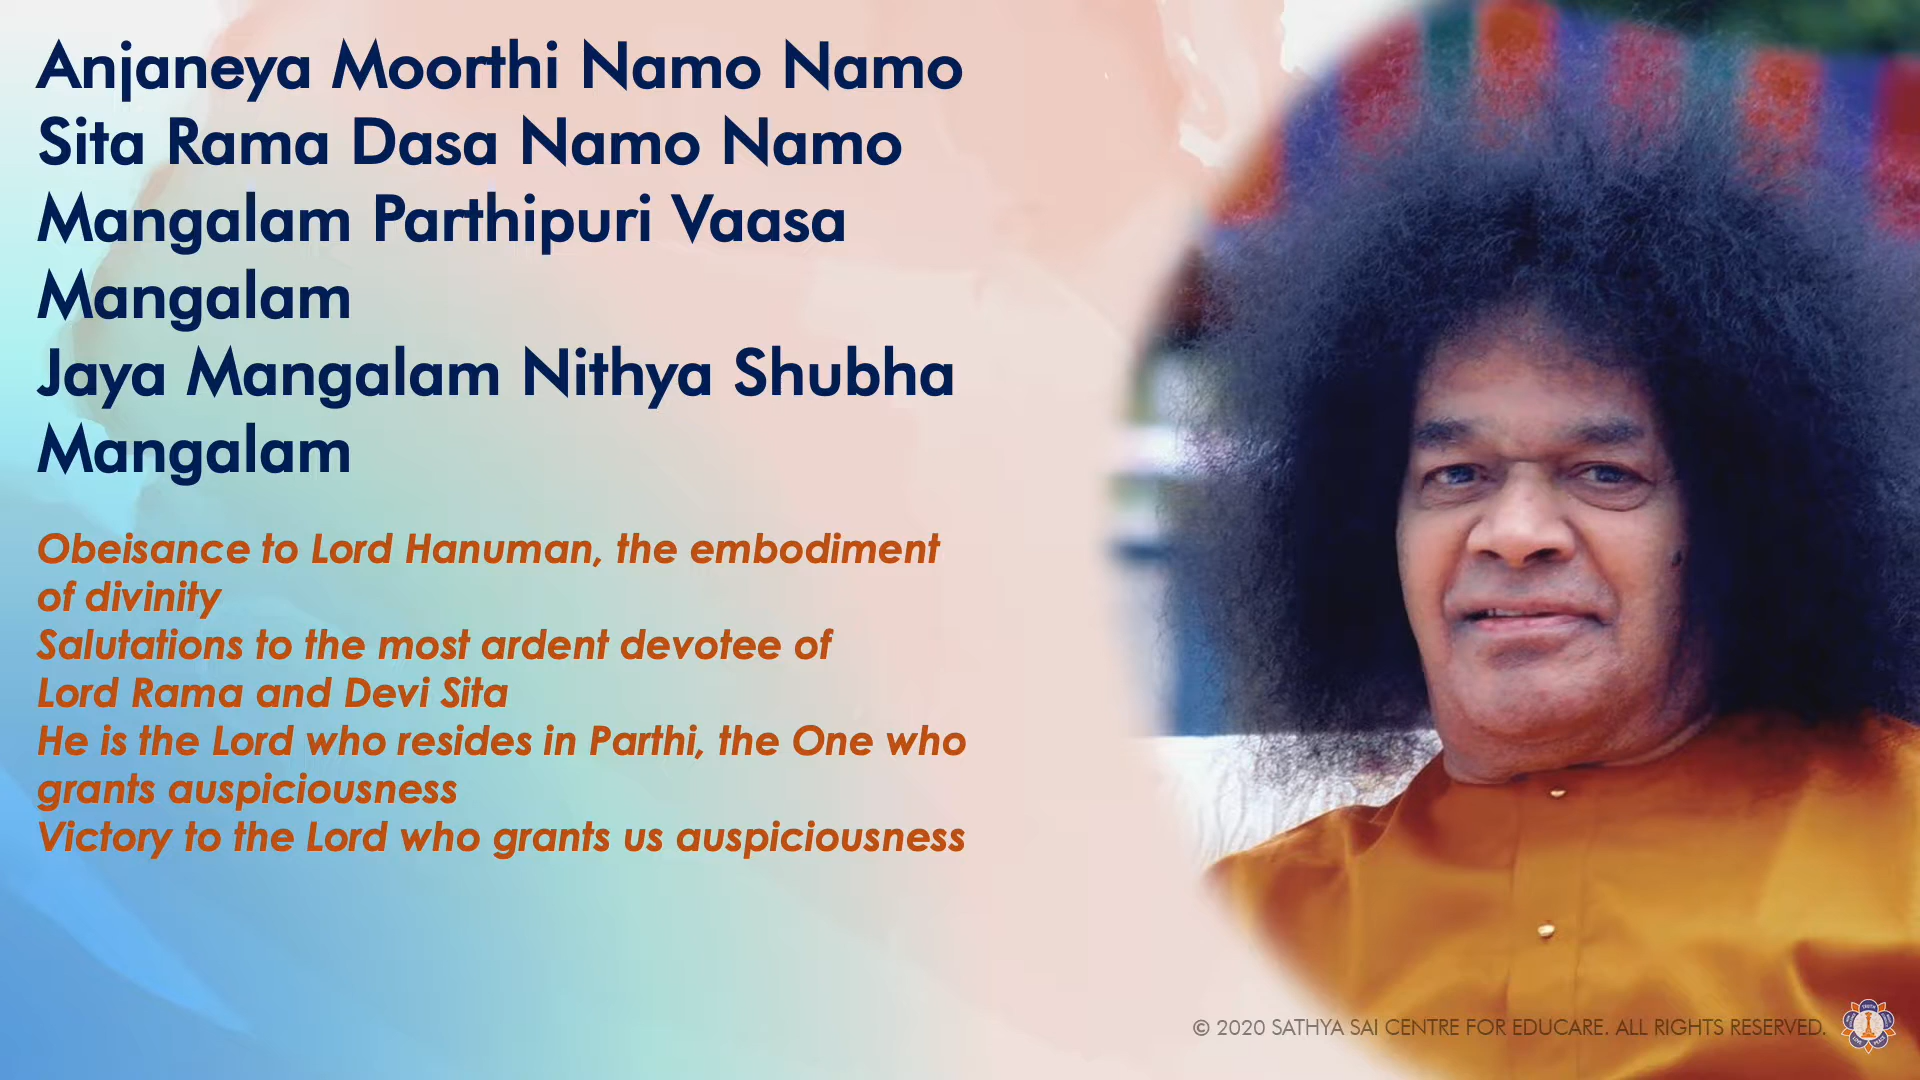 Anjaneya Moorthi Namo Namo
Sita Rama Dasa Namo Namo
Mangalam Parthipuri Vaasa
Mangalam
Jaya Mangalam Nithya Shubha
Mangalam
Obeisance to Lord Hanuman, the embodiment
of divinity
Salutations to the most ardent devotee of
Lord Rama and Devi Sita
He is the Lord who resides in Parthi, the One who
grants auspiciousness
Victory to the Lord who grants us auspiciousness
© 2020 SATHYA SAI CENTRE FOR EDUCARE. ALL RIGHTS RESERVED.